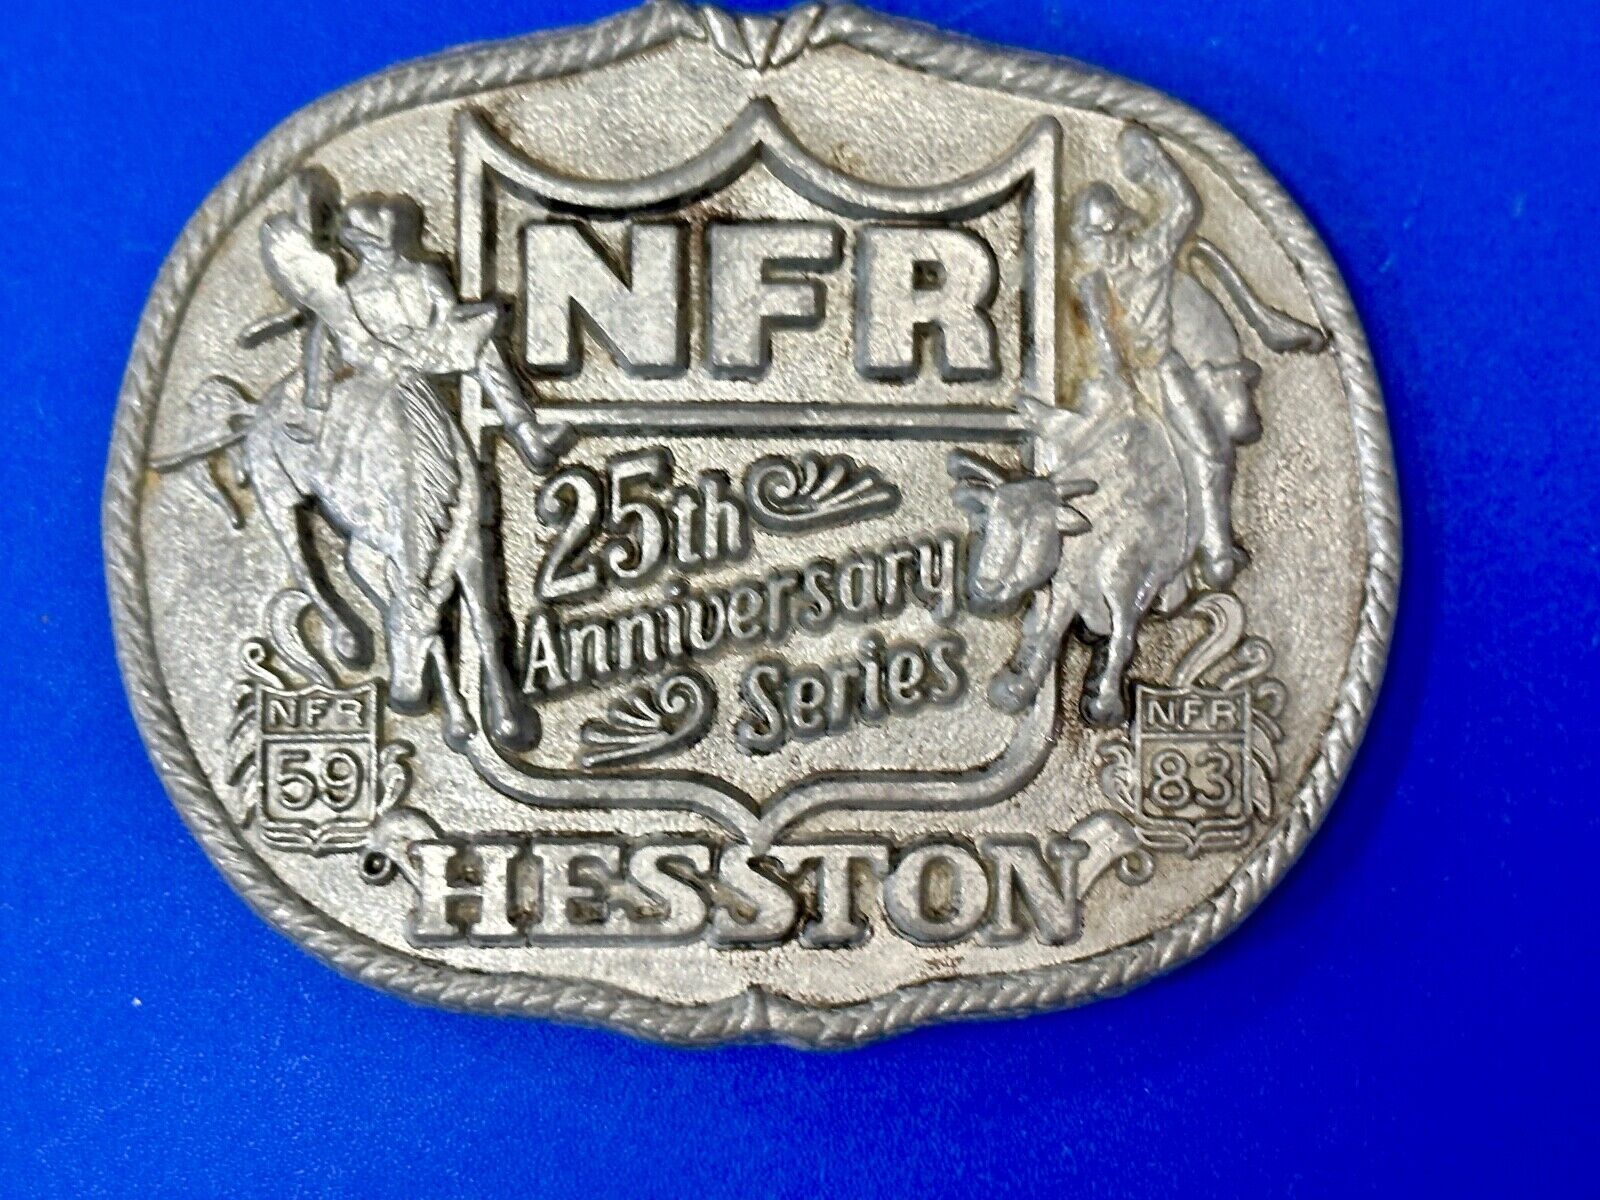 NFR
25th
Anniversary
Series
NFR
59
NFR
83
HESSTON